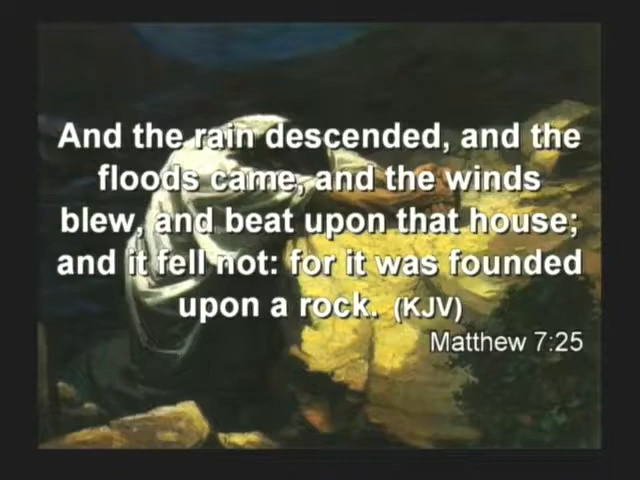 And the rain descended, and the
floods came, and the winds
blew, and beat upon that house;
and it fell not: for it was founded
upon a rock. (KJV)
Matthew 7:25